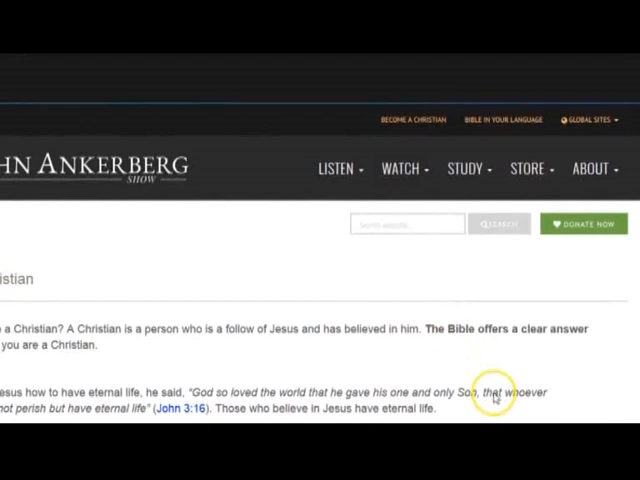 BECOME A CHRISTIAN BIBLE IN YOUR LANGUAGE GLOBAL SITES
HN ANKERBERG
SHOW
LISTEN WATCH STUDY STORE ABOUT
Search website... SEARCH DONATE NOW
istian
e a Christian? A Christian is a person who is a follow of Jesus and has believed in him. The Bible offers a clear answer
you are a Christian.
esus how to have eternal life, he said, “God so loved the world that he gave his one and only Son, that whoever
not perish but have eternal life” (John 3:16). Those who believe in Jesus have eternal life.